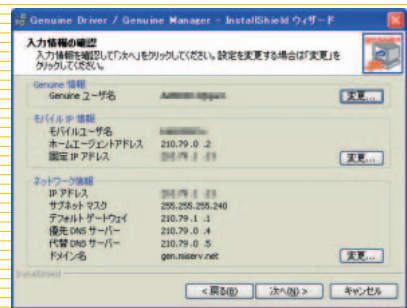 Genuine Driver / Genuine Manager - InstallShield ウィザード
入力情報の確認
入力情報を確認して「次へ」をクリックしてください。設定を変更する場合は「変更」を
クリックしてください。
Genuine 情報
Genuine ユーザ名
変更...
モバイル IP 情報
モバイルユーザ名
ホームエージェントアドレス 210.79.0 .2
固定 IP アドレス
変更...
ネットワーク情報
IP アドレス
サブネット マスク 255.255.255.240
デフォルト ゲートウェイ 210.79.1 .1
優先 DNS サーバー 210.79.0 .4
代替 DNS サーバー 210.79.0 .5
ドメイン名 gen.miserv.net
変更...
InstallShield
< 戻る(B)
次へ(N) >
キャンセル